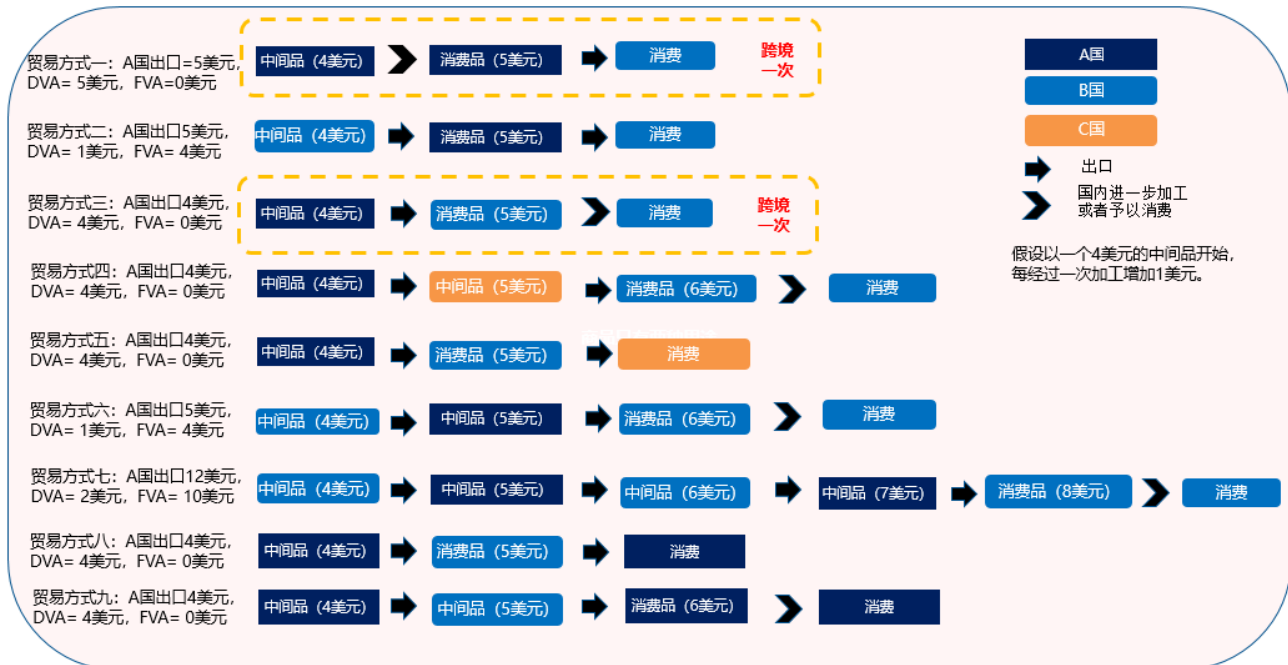 贸易方式一：A国出口=5美元，
DVA= 5美元，FVA=0美元
中间品（4美元）
消费品（5美元）
消费
跨境
一次
A国
B国
C国
出口
国内进一步加工
或者予以消费
假设以一个4美元的中间品开始，
每经过一次加工增加1美元。
贸易方式二：A国出口5美元，
DVA= 1美元，FVA= 4美元
中间品（4美元）
消费品（5美元）
消费
贸易方式三：A国出口4美元，
DVA= 4美元，FVA= 0美元
中间品（4美元）
消费品（5美元）
消费
跨境
一次
贸易方式四：A国出口4美元，
DVA= 4美元，FVA= 0美元
中间品（4美元）
中间品（5美元）
消费品（6美元）
消费
贸易方式五：A国出口4美元，
DVA= 4美元，FVA= 0美元
中间品（4美元）
消费品（5美元）
消费
贸易方式六：A国出口5美元，
DVA= 1美元，FVA= 4美元
中间品（4美元）
中间品（5美元）
消费品（6美元）
消费
贸易方式七：A国出口12美元，
DVA= 2美元，FVA= 10美元
中间品（4美元）
中间品（5美元）
中间品（6美元）
中间品（7美元）
消费品（8美元）
消费
贸易方式八：A国出口4美元，
DVA= 4美元，FVA= 0美元
中间品（4美元）
消费品（5美元）
消费
贸易方式九：A国出口4美元，
DVA= 4美元，FVA= 0美元
中间品（4美元）
中间品（5美元）
消费品（6美元）
消费